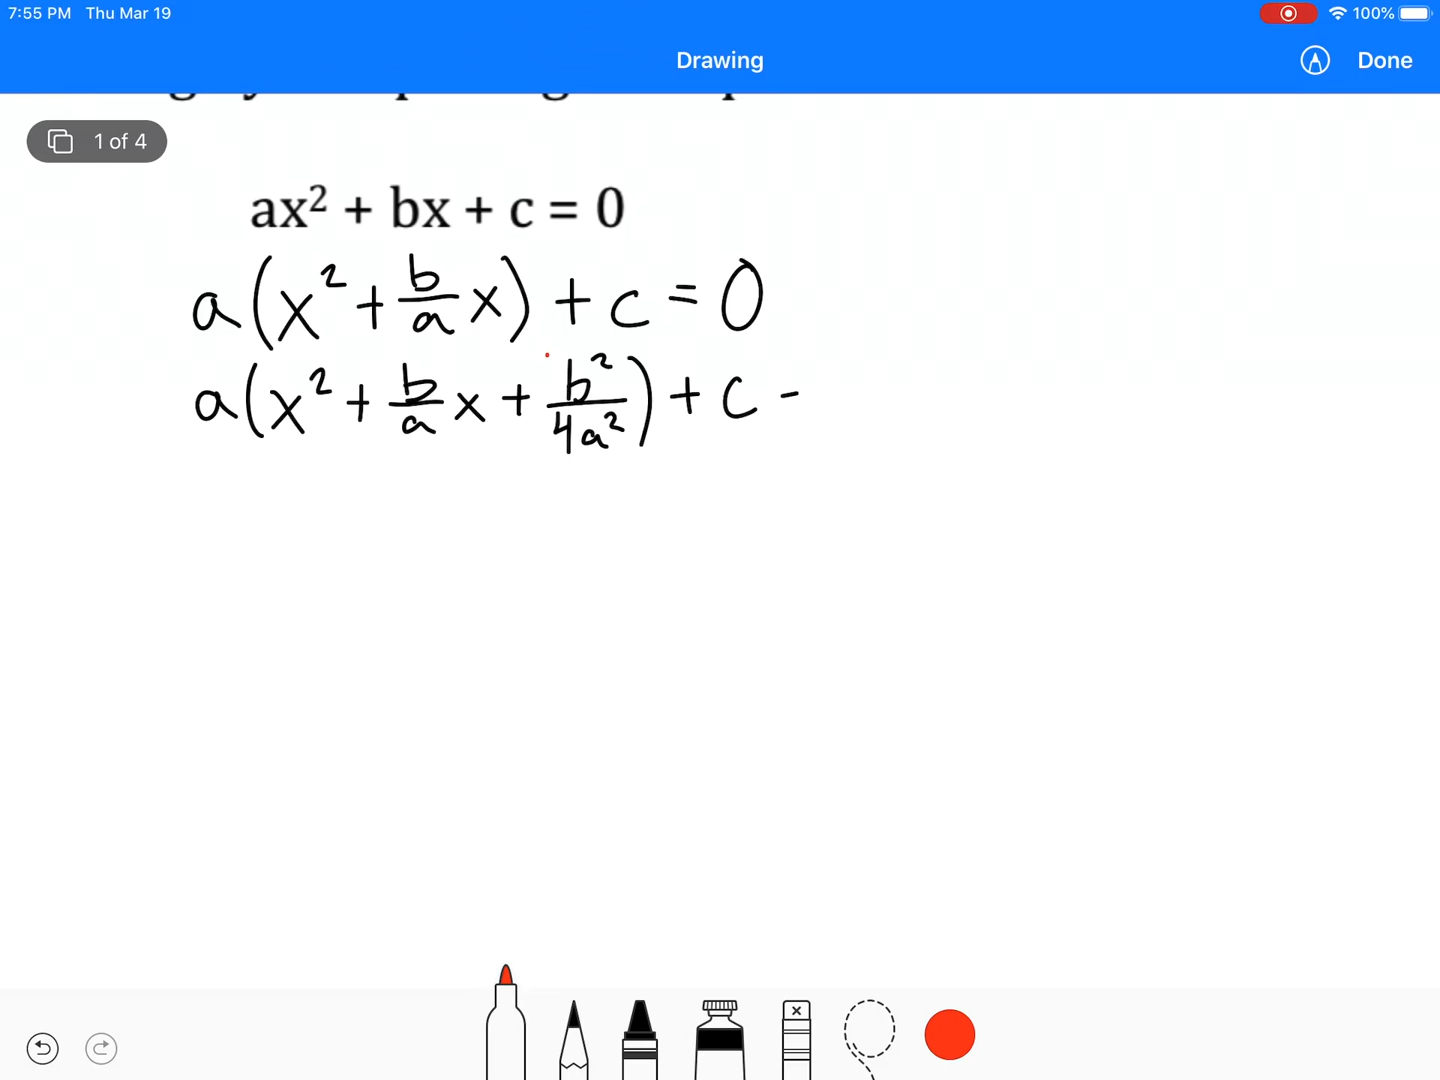 7:55 PM Thu Mar 19
100%
Drawing
Done
1 of 4
ax² + bx + c = 0
a(x² + b/a x) + c = 0
a(x² + b/a x + b²/4a²) + c -